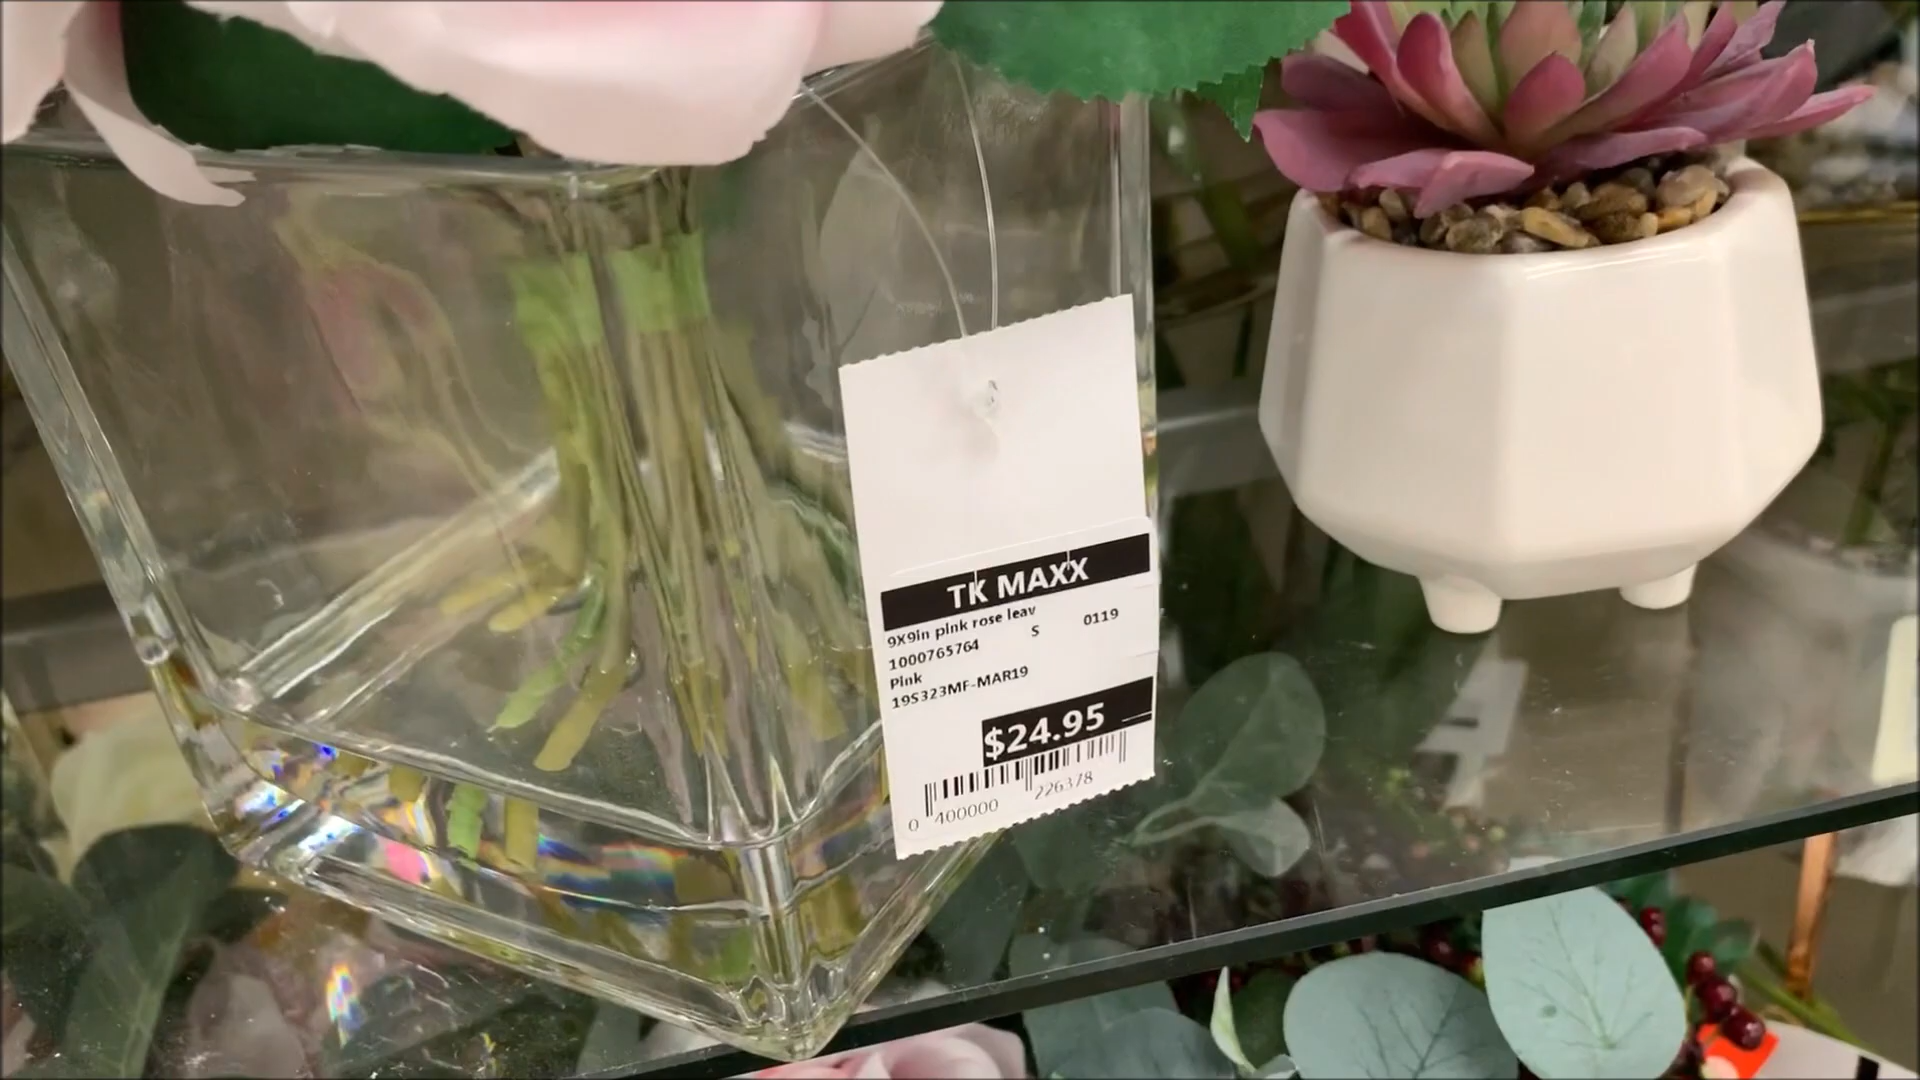 TK MAXX
9X9in pink rose leav
1000765764 S 0119
Pink
19S323MF-MAR19
$24.95
0 400000 226378